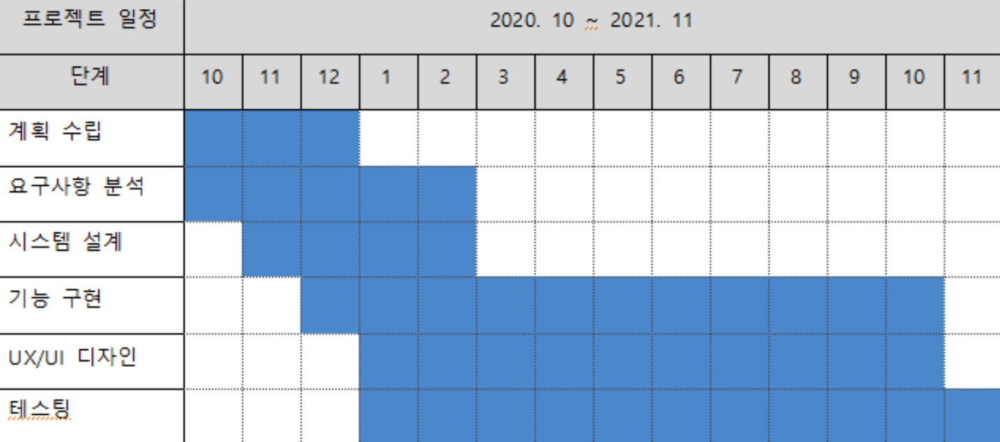 프로젝트 일정 2020. 10 ~ 2021. 11
단계 10 11 12 1 2 3 4 5 6 7 8 9 10 11
계획 수립
요구사항 분석
시스템 설계
기능 구현
UX/UI 디자인
테스팅